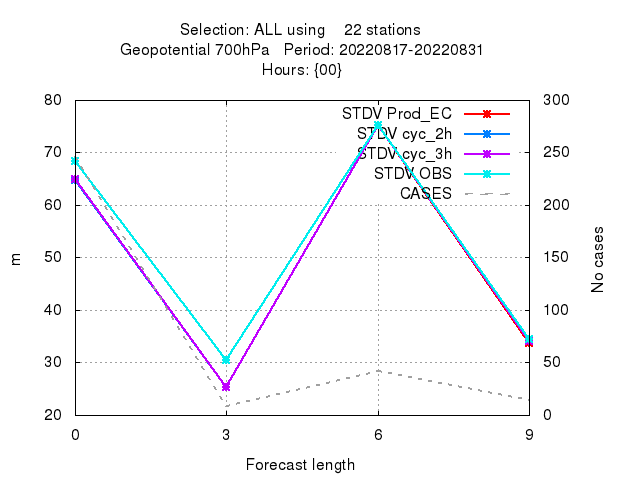 Selection: ALL using    22 stations
Geopotential 700hPa   Period: 20220817-20220831
Hours: {00}
80
70
60
50
40
30
20
m
300
250
200
150
100
50
0
No cases
STDV Prod_EC
STDV cyc_2h
STDV cyc_3h
STDV OBS
CASES
0 3 6 9
Forecast length